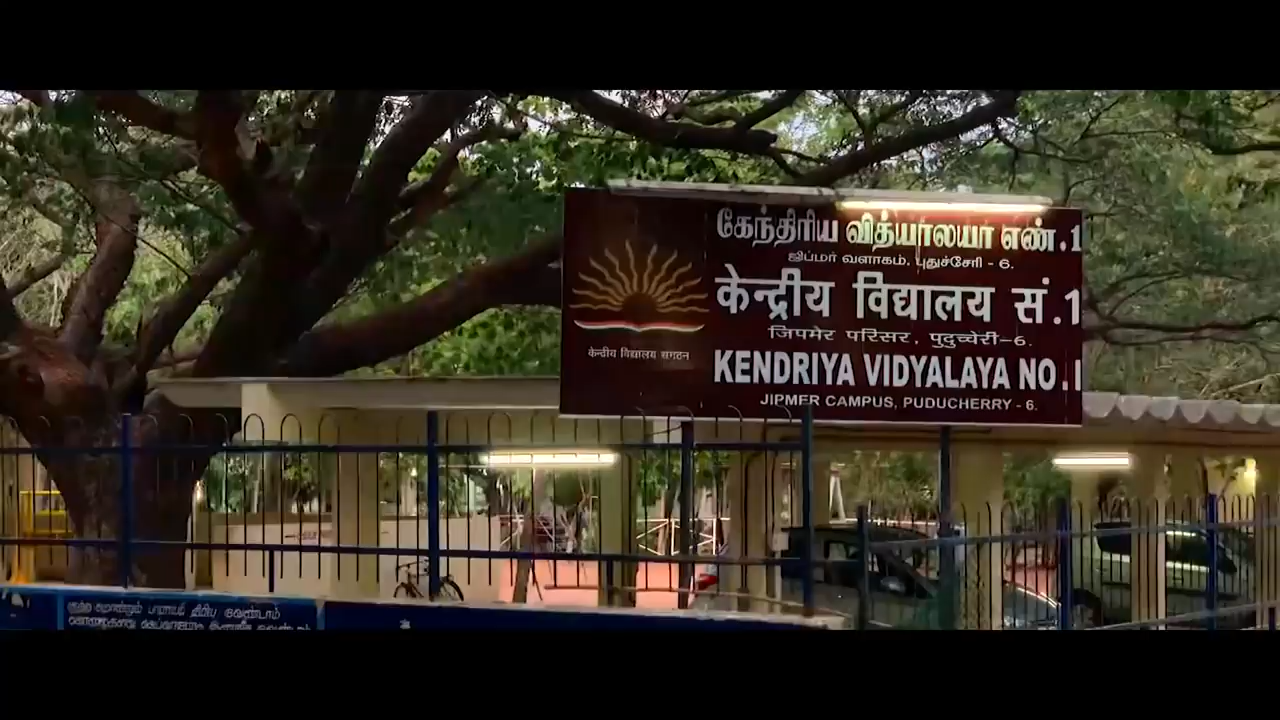 கேந்திரிய வித்யாலயா எண்.1
ஜிப்மர் வளாகம், புதுச்சேரி - 6.
केन्द्रीय विद्यालय सं.1
जिपमेर परिसर, पुदुच्चेरी-6.
केन्द्रीय विद्यालय संगठन
KENDRIYA VIDYALAYA NO.1
JIPMER CAMPUS, PUDUCHERRY - 6.